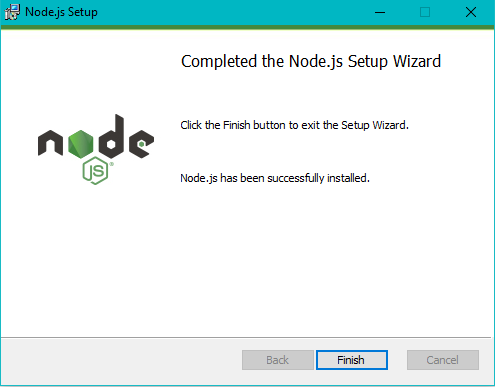 Node.js Setup
Completed the Node.js Setup Wizard
Click the Finish button to exit the Setup Wizard.
node
JS
®
Node.js has been successfully installed.
Back
Finish
Cancel